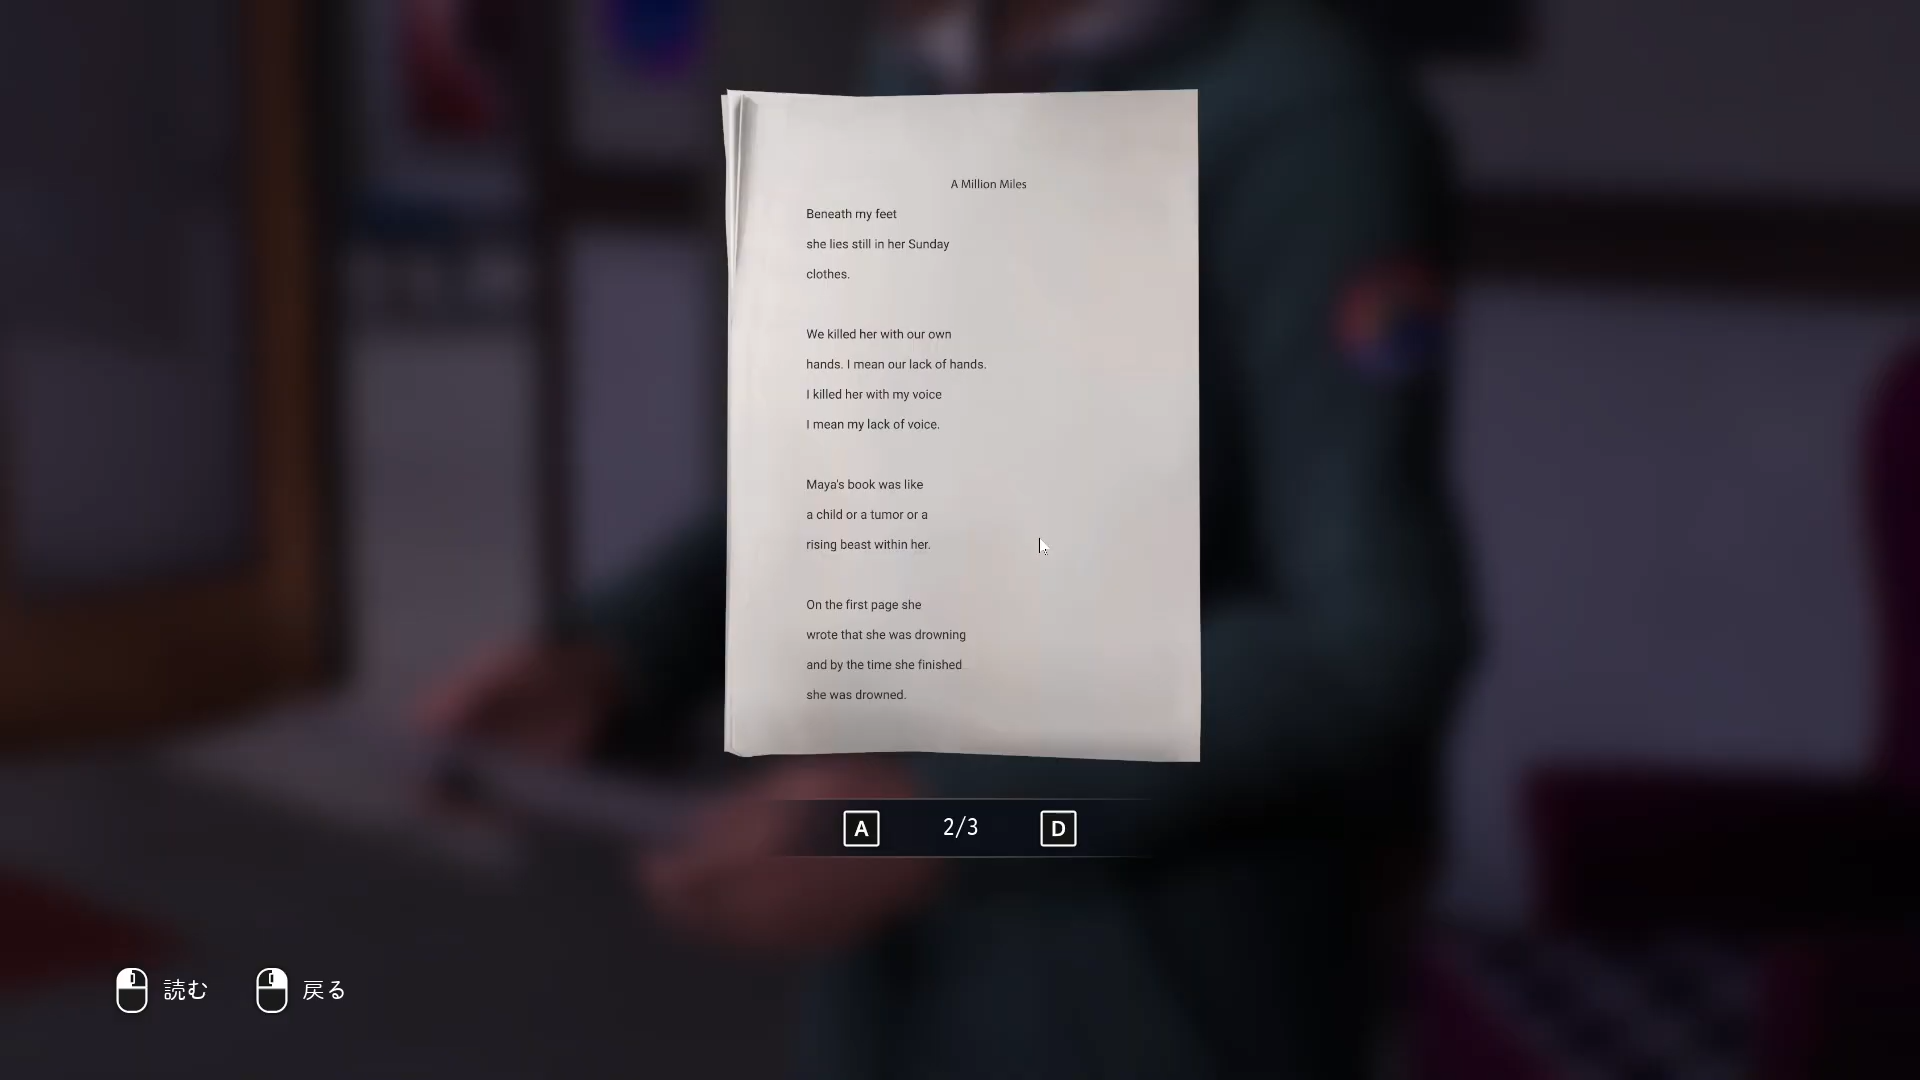 A Million Miles
Beneath my feet
she lies still in her Sunday
clothes.
We killed her with our own
hands. I mean our lack of hands.
I killed her with my voice
I mean my lack of voice.
Maya's book was like
a child or a tumor or a
rising beast within her.
On the first page she
wrote that she was drowning
and by the time she finished
she was drowned.
A 2/3 D
読む 戻る